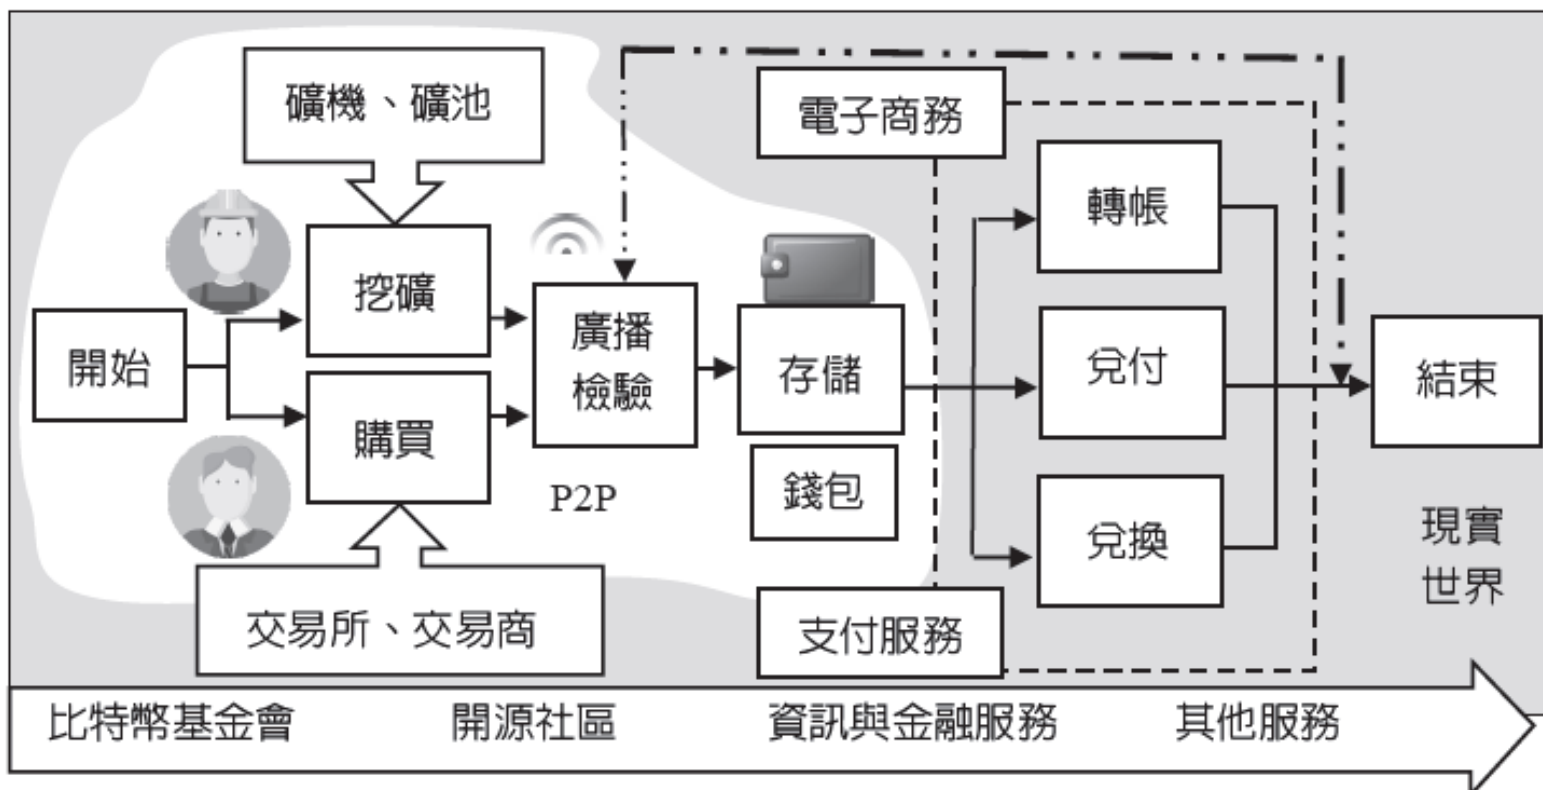 礦機、礦池
電子商務
挖礦
轉帳
開始
廣播
檢驗
存儲
兌付
結束
購買
P2P
錢包
兌換
現實
世界
交易所、交易商
支付服務
比特幣基金會
開源社區
資訊與金融服務
其他服務